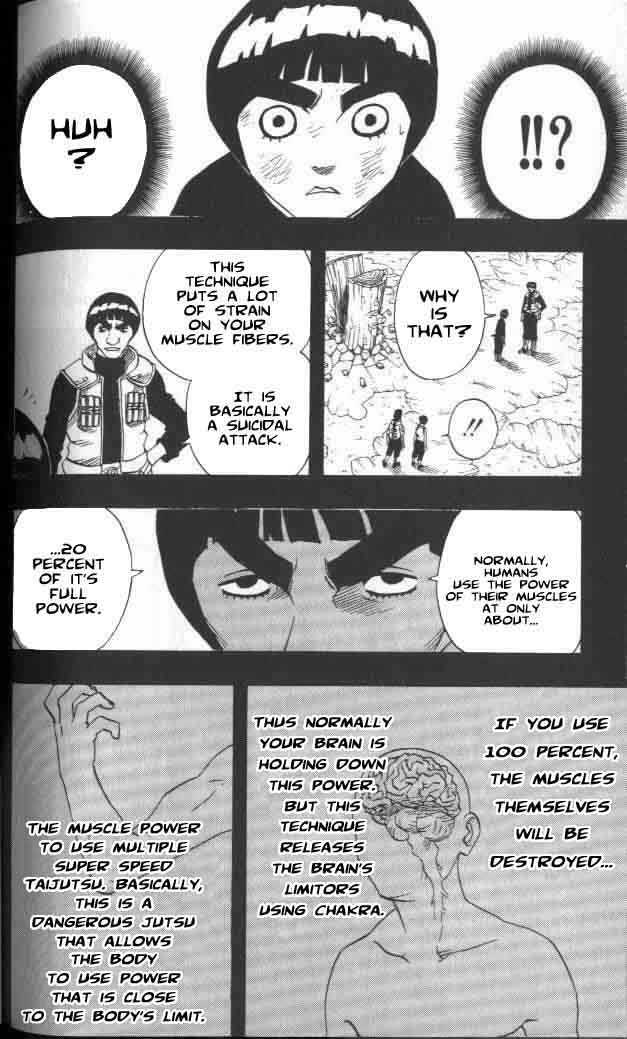 !!?
HUH
?
WHY
IS
THAT?
!!
THIS
TECHNIQUE
PUTS A LOT
OF STRAIN
ON YOUR
MUSCLE FIBERS.
IT IS
BASICALLY
A SUICIDAL
ATTACK.
NORMALLY,
HUMANS
USE THE POWER
OF THEIR MUSCLES
AT ONLY
ABOUT...
...20
PERCENT
OF IT'S
FULL
POWER.
IF YOU USE
100 PERCENT,
THE MUSCLES
THEMSELVES
WILL BE
DESTROYED...
THUS NORMALLY
YOUR BRAIN IS
HOLDING DOWN
THIS POWER.
BUT THIS
TECHNIQUE
RELEASES
THE BRAIN'S
LIMITORS
USING CHAKRA.
THE MUSCLE POWER
TO USE MULTIPLE
SUPER SPEED
TAIJUTSU. BASICALLY,
THIS IS A
DANGEROUS JUTSU
THAT ALLOWS
THE BODY
TO USE POWER
THAT IS CLOSE
TO THE BODY'S LIMIT.